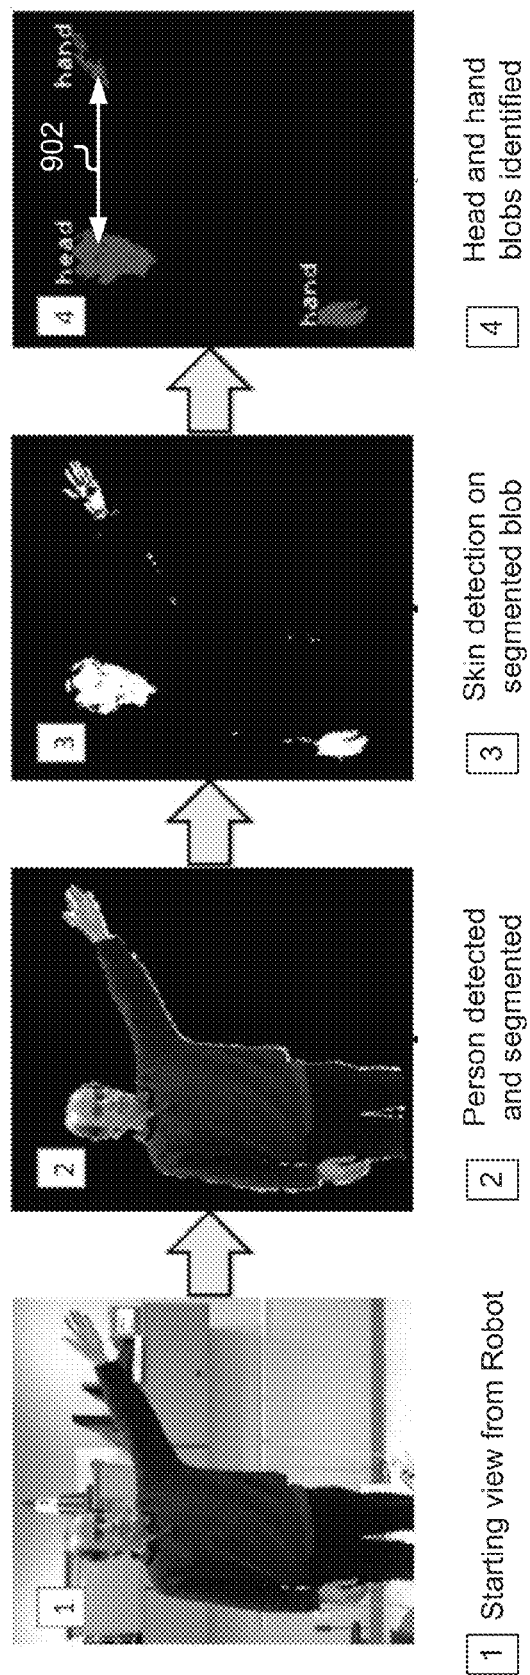 1
2
3
4
head
902
hand
hand
1 Starting view from Robot
2 Person detected
and segmented
3 Skin detection on
segmented blob
4 Head and hand
blobs identified